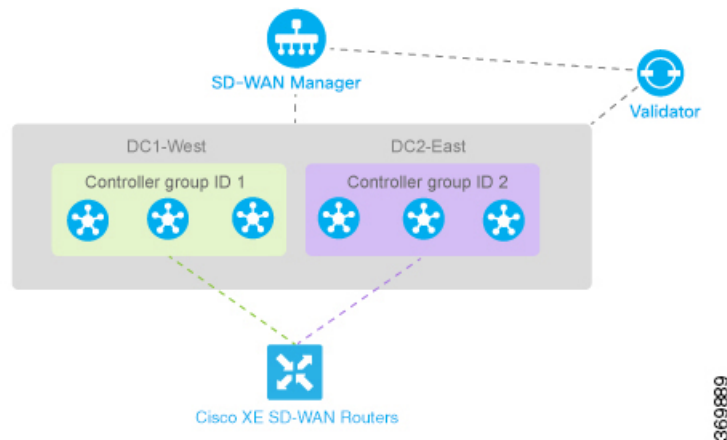 SD-WAN Manager
Validator
DC1-West
DC2-East
Controller group ID 1
Controller group ID 2
Cisco XE SD-WAN Routers
369889